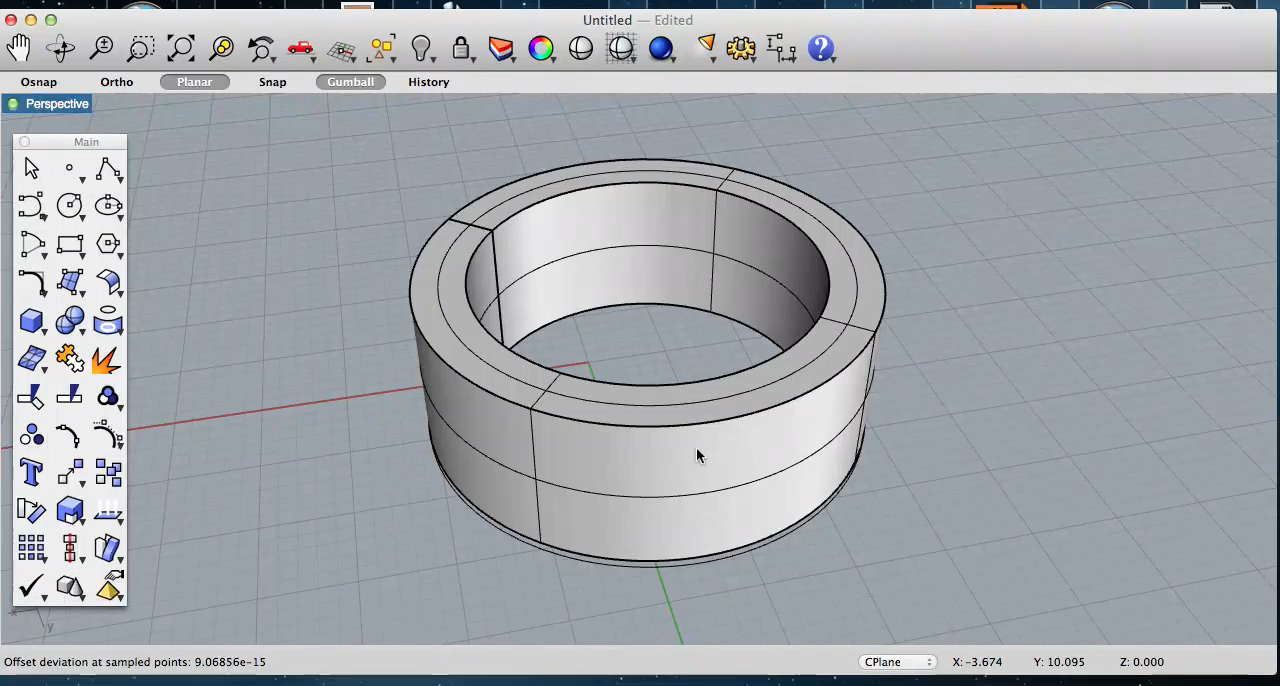 Untitled — Edited
Osnap Ortho Planar Snap Gumball History
Perspective
Main
x
y
Offset deviation at sampled points: 9.06856e-15 CPlane X: -3.674 Y: 10.095 Z: 0.000